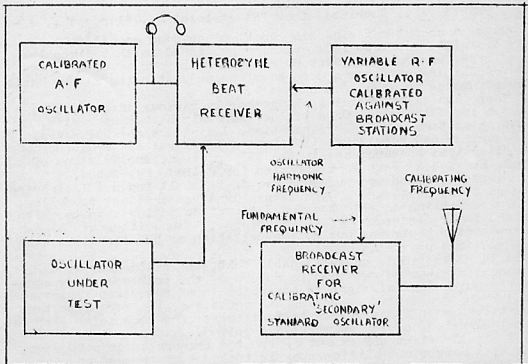 CALIBRATED
A·F
OSCILLATOR
HETEROZYNE
BEAT
RECEIVER
VARIABLE R·F
OSCILLATOR
CALIBRATED
AGAINST
BROADCAST
STATIONS
OSCILLATOR
HARMONIC
FREQUENCY
CALIBRATING
FREQUENCY
FUNDAMENTAL
FREQUENCY
OSCILLATOR
UNDER
TEST
BROADCAST
RECEIVER
FOR
CALIBRATING
'SECONDARY'
STANDARD OSCILLATOR